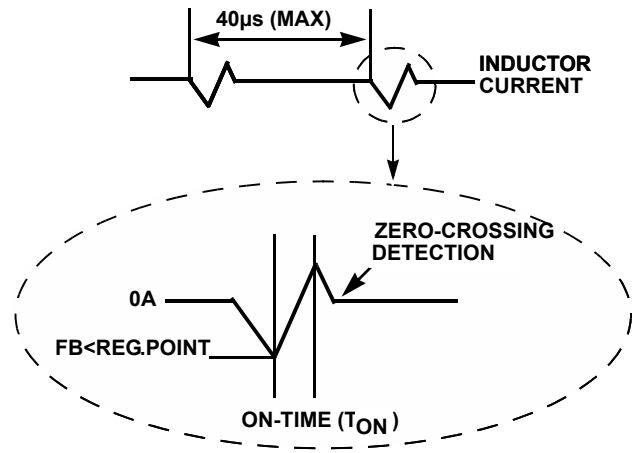 40µs (MAX)
INDUCTOR
CURRENT
ZERO-CROSSING
DETECTION
0A
FB<REG.POINT
ON-TIME (TON )